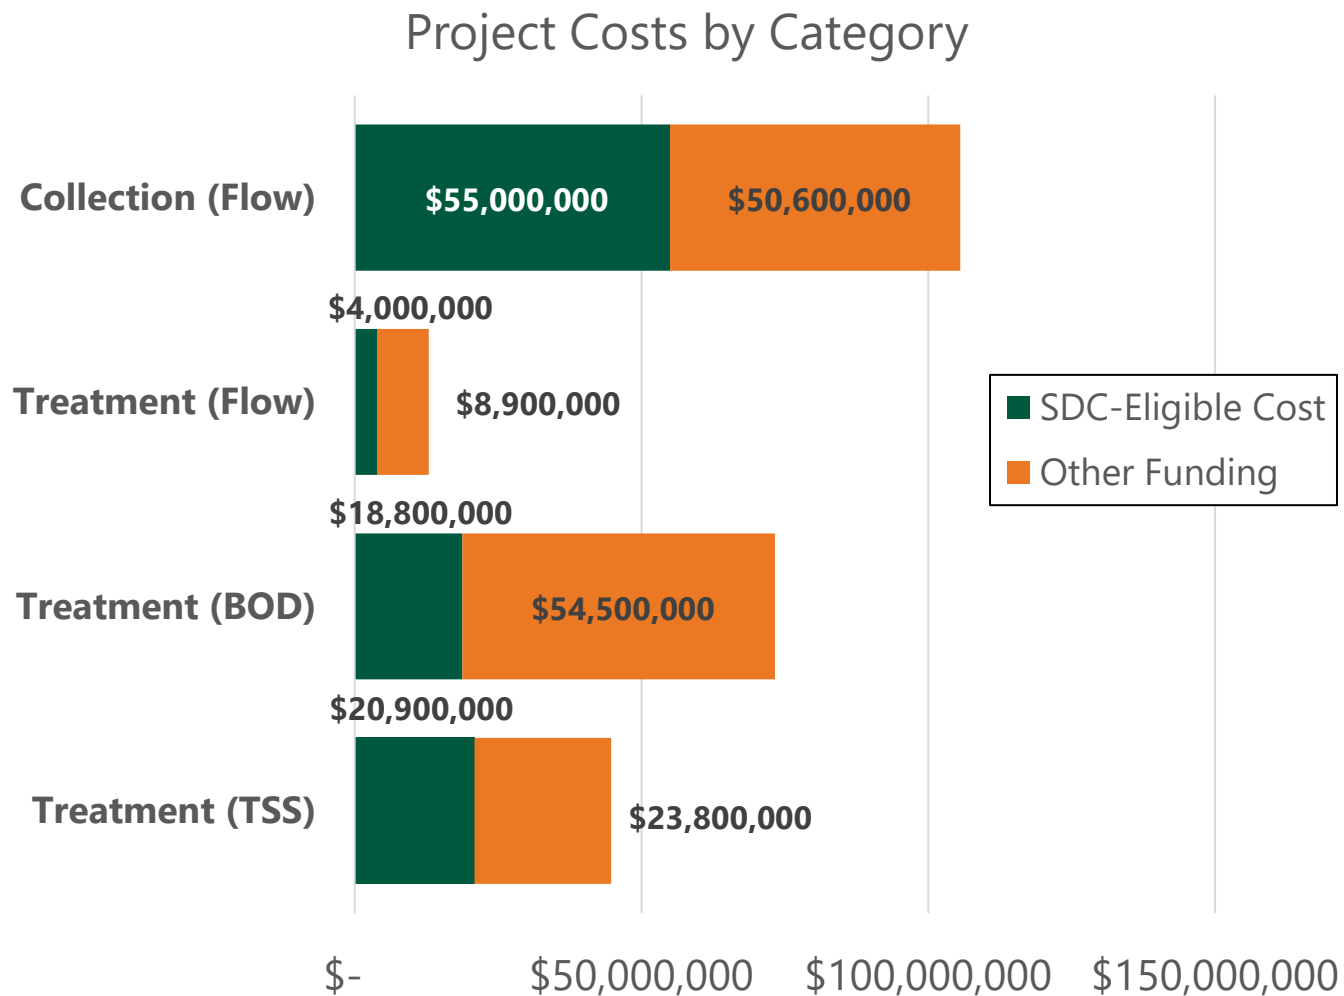 Project Costs by Category
Collection (Flow)
$55,000,000
$50,600,000
$4,000,000
Treatment (Flow)
$8,900,000
SDC-Eligible Cost
Other Funding
$18,800,000
Treatment (BOD)
$54,500,000
$20,900,000
Treatment (TSS)
$23,800,000
$- $50,000,000 $100,000,000 $150,000,000